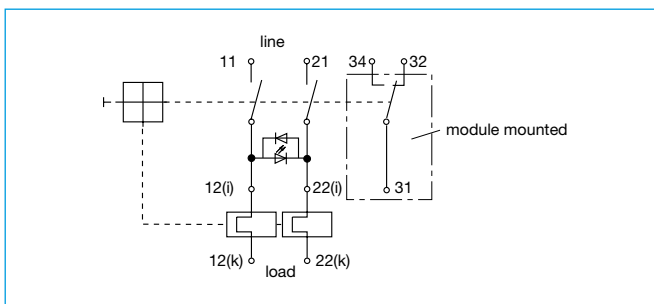 line
11
21
34
32
module mounted
12(i)
22(i)
31
12(k)
load
22(k)